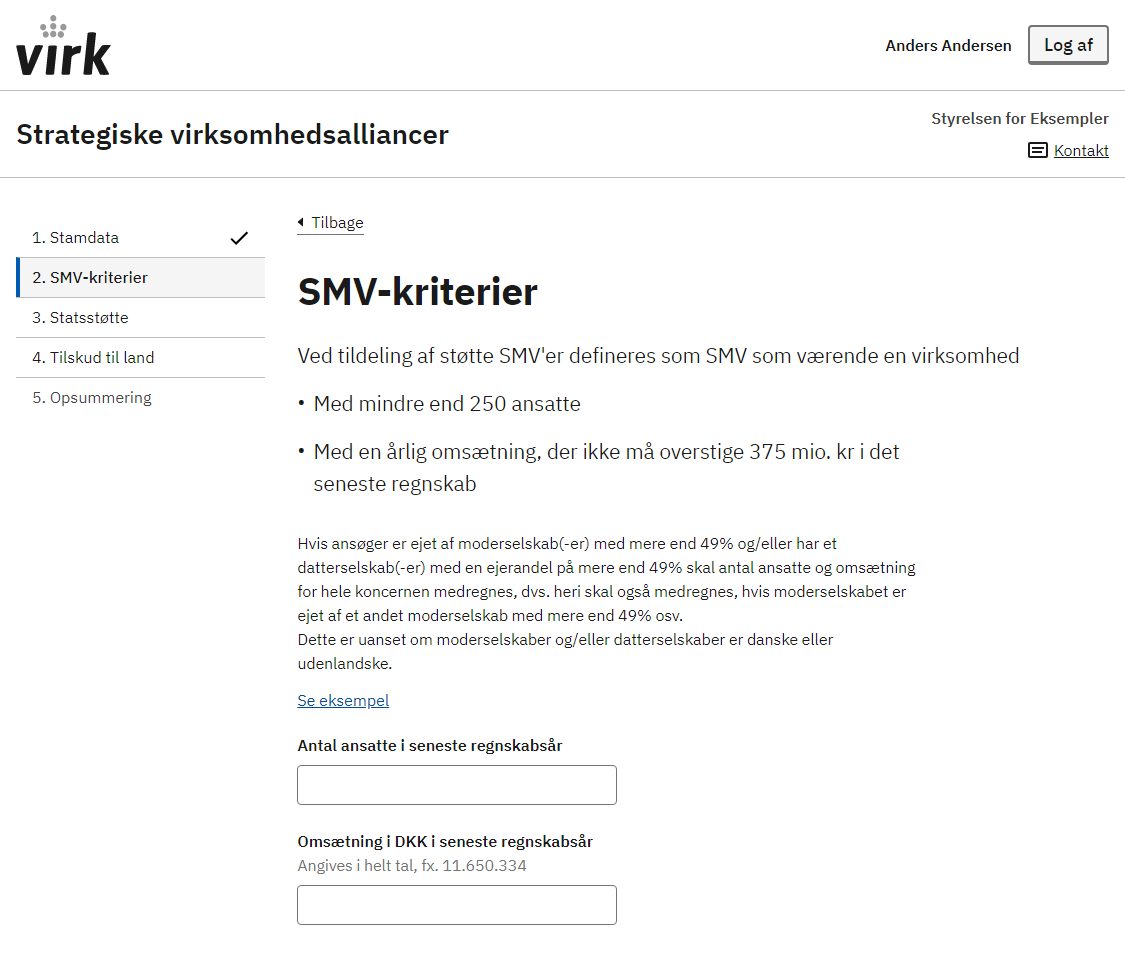 virk
Anders Andersen
Log af
Strategiske virksomhedsalliancer
Styrelsen for Eksempler
Kontakt
1. Stamdata
2. SMV-kriterier
3. Statsstøtte
4. Tilskud til land
5. Opsummering
Tilbage
SMV-kriterier
Ved tildeling af støtte SMV'er defineres som SMV som værende en virksomhed
• Med mindre end 250 ansatte
• Med en årlig omsætning, der ikke må overstige 375 mio. kr i det
seneste regnskab
Hvis ansøger er ejet af moderselskab(-er) med mere end 49% og/eller har et
datterselskab(-er) med en ejerandel på mere end 49% skal antal ansatte og omsætning
for hele koncernen medregnes, dvs. heri skal også medregnes, hvis moderselskabet er
ejet af et andet moderselskab med mere end 49% osv.
Dette er uanset om moderselskaber og/eller datterselskaber er danske eller
udenlandske.
Se eksempel
Antal ansatte i seneste regnskabsår
Omsætning i DKK i seneste regnskabsår
Angives i helt tal, fx. 11.650.334